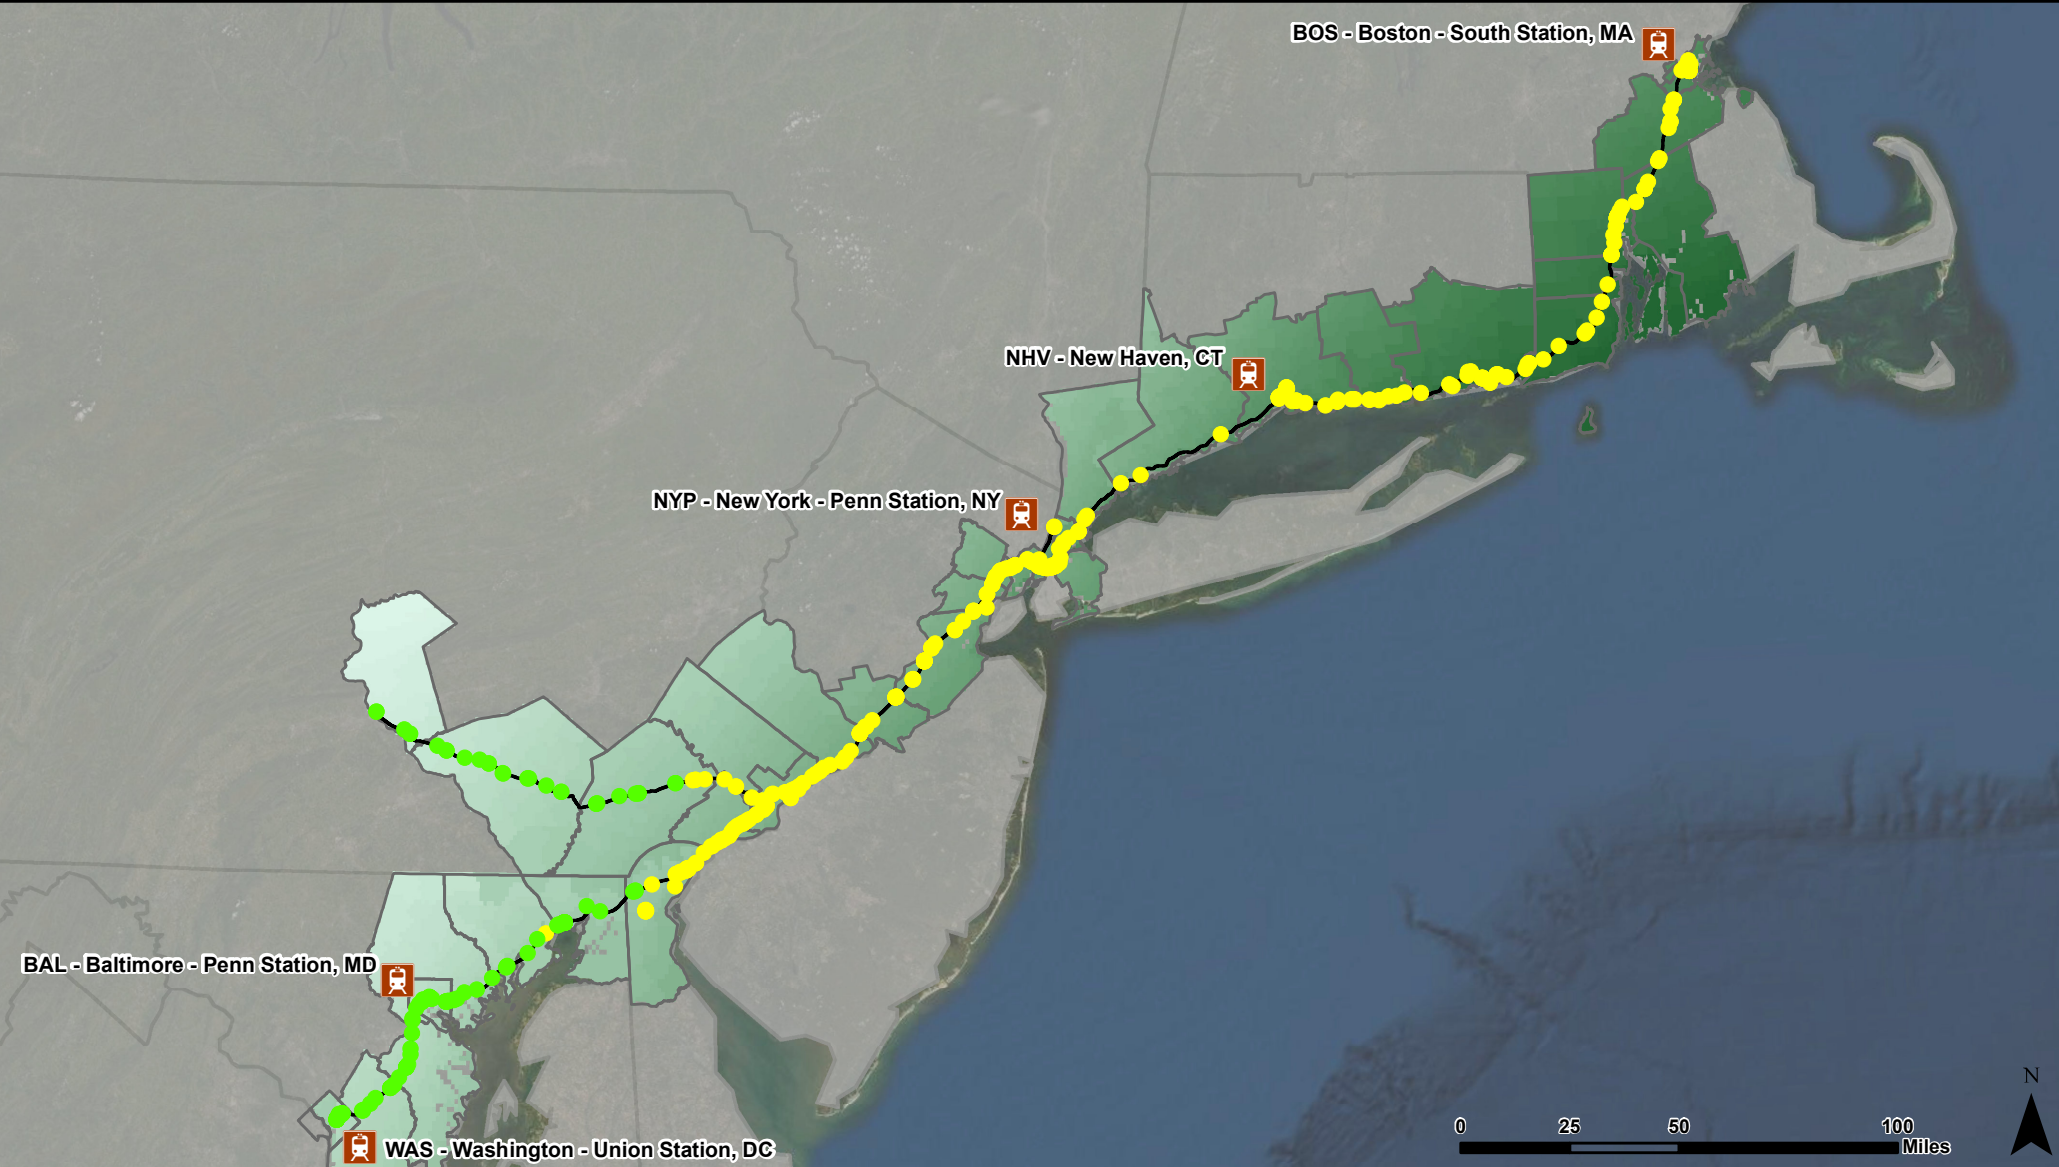 BOS - Boston - South Station, MA
NHV - New Haven, CT
NYP - New York - Penn Station, NY
BAL - Baltimore - Penn Station, MD
WAS - Washington - Union Station, DC
0 25 50 100
Miles
N